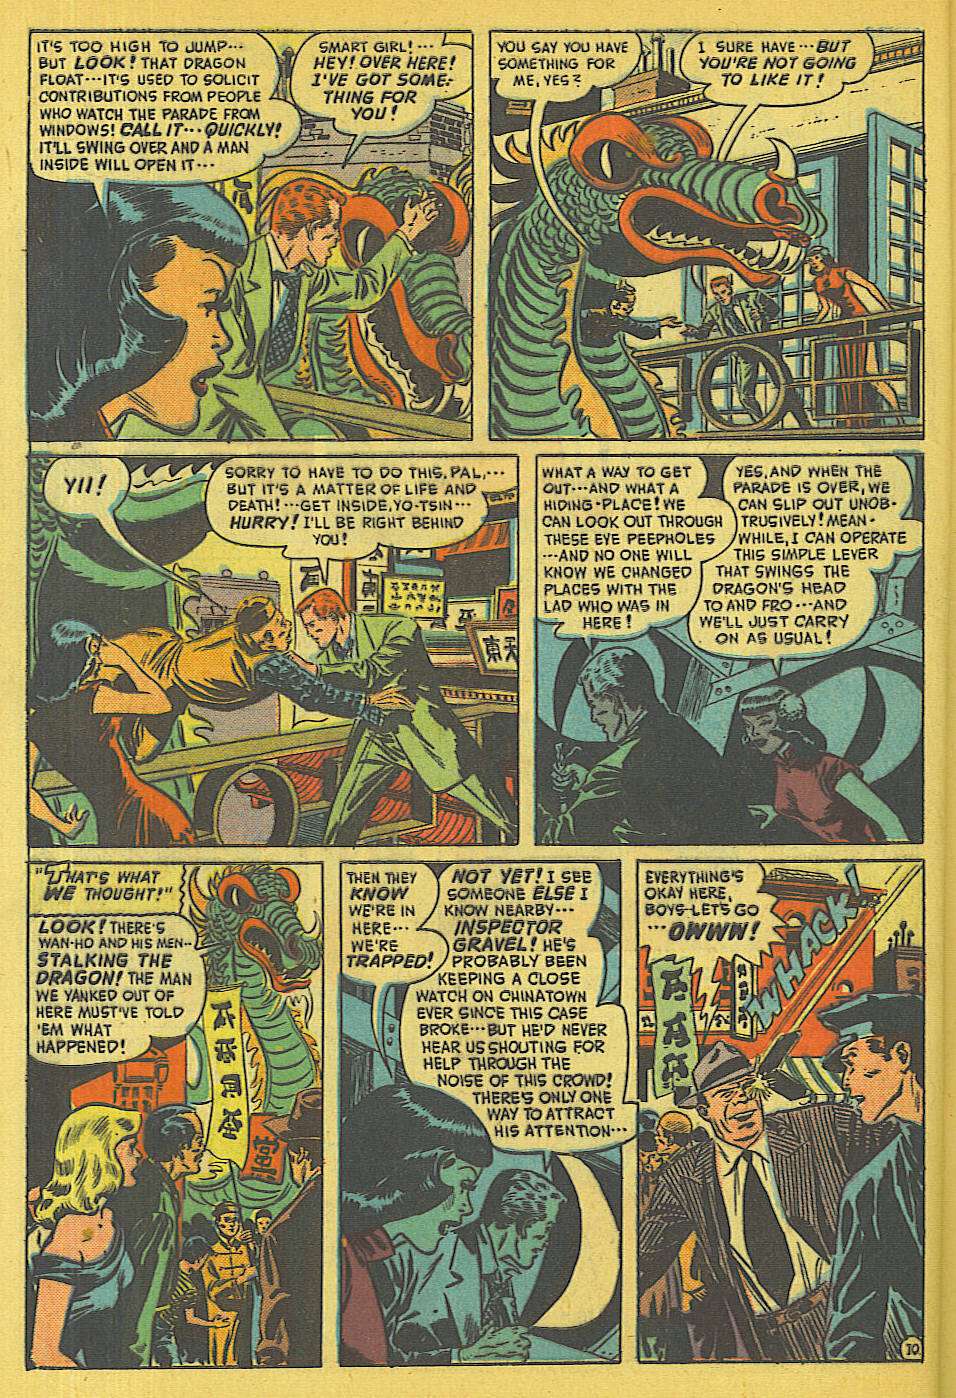 IT'S TOO HIGH TO JUMP---
BUT LOOK! THAT DRAGON
FLOAT---IT'S USED TO SOLICIT
CONTRIBUTIONS FROM PEOPLE
WHO WATCH THE PARADE FROM
WINDOWS! CALL IT--- QUICKLY!
IT'LL SWING OVER AND A MAN
INSIDE WILL OPEN IT---
SMART GIRL! ---
HEY! OVER HERE!
I'VE GOT SOME-
THING FOR
YOU!
YOU SAY YOU HAVE
SOMETHING FOR
ME, YES?
I SURE HAVE---BUT
YOU'RE NOT GOING
TO LIKE IT!
YII!
SORRY TO HAVE TO DO THIS, PAL,---
BUT IT'S A MATTER OF LIFE AND
DEATH! ---GET INSIDE, YO-TSIN---
HURRY! I'LL BE RIGHT BEHIND
YOU!
WHAT A WAY TO GET
OUT---AND WHAT A
HIDING-PLACE! WE
CAN LOOK OUT THROUGH
THESE EYE PEEPHOLES
---AND NO ONE WILL
KNOW WE CHANGED
PLACES WITH THE
LAD WHO WAS IN
HERE!
YES, AND WHEN THE
PARADE IS OVER, WE
CAN SLIP OUT UNOB-
TRUSIVELY! MEAN-
WHILE, I CAN OPERATE
THIS SIMPLE LEVER
THAT SWINGS THE
DRAGON'S HEAD
TO AND FRO---AND
WE'LL JUST CARRY
ON AS USUAL!
"THAT'S WHAT
WE THOUGHT!"
LOOK! THERE'S
WAN-HO AND HIS MEN--
STALKING THE
DRAGON! THE MAN
WE YANKED OUT OF
HERE MUST'VE TOLD
'EM WHAT
HAPPENED!
THEN THEY
KNOW
WE'RE IN
HERE---
WE'RE
TRAPPED!
NOT YET! I SEE
SOMEONE ELSE I
KNOW NEARBY---
INSPECTOR
GRAVEL! HE'S
PROBABLY BEEN
KEEPING A CLOSE
WATCH ON CHINATOWN
EVER SINCE THIS CASE
BROKE---BUT HE'D NEVER
HEAR US SHOUTING FOR
HELP THROUGH THE
NOISE OF THIS CROWD!
THERE'S ONLY ONE
WAY TO ATTRACT
HIS ATTENTION---
EVERYTHING'S
OKAY HERE,
BOYS--LET'S GO
---OWWW!
WHACK!
10